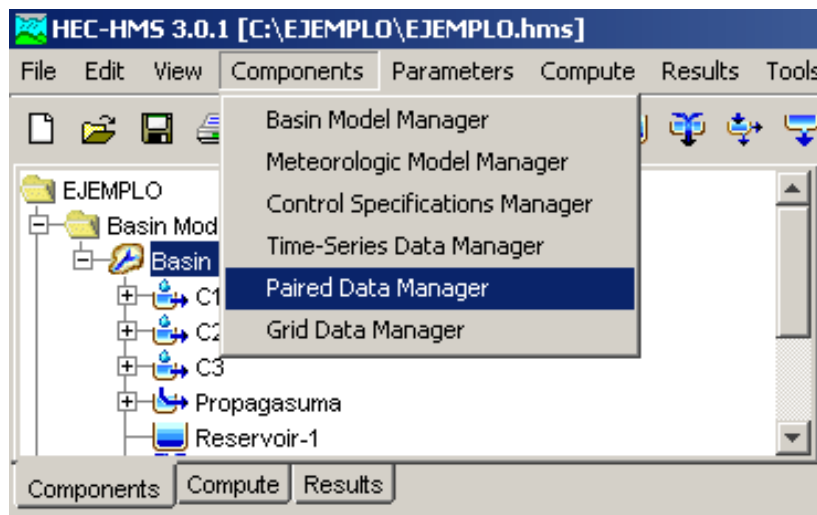 HEC-HMS 3.0.1 [C:\EJEMPLO\EJEMPLO.hms]
File Edit View Components Parameters Compute Results Tools
Basin Model Manager
Meteorologic Model Manager
Control Specifications Manager
Time-Series Data Manager
Paired Data Manager
Grid Data Manager
EJEMPLO
Basin Mod
Basin
C1
C2
C3
Propagasuma
Reservoir-1
Components Compute Results